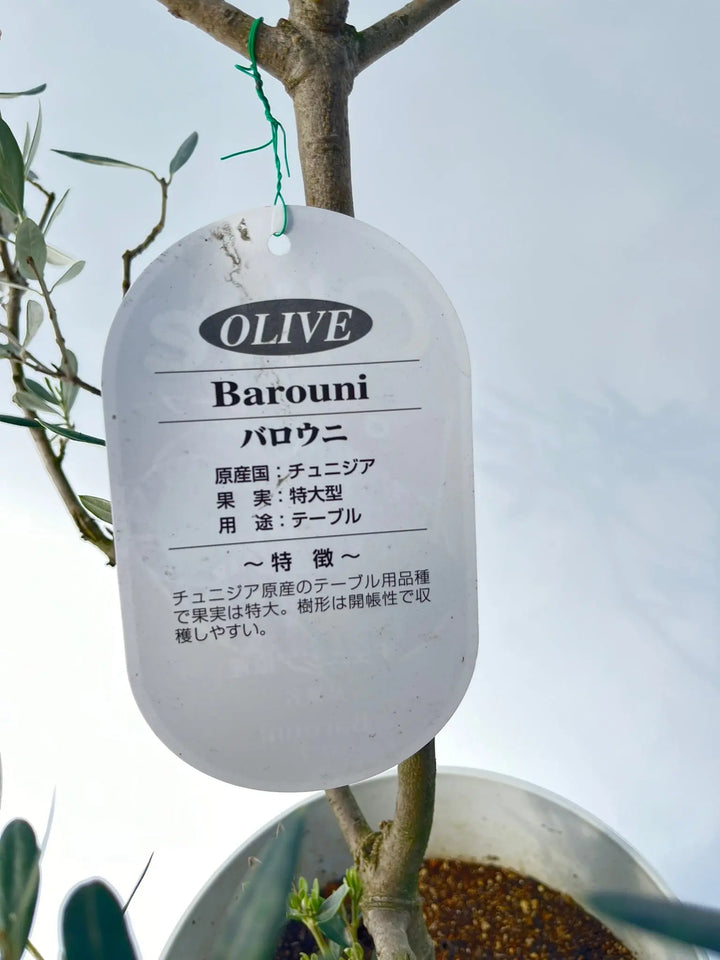 OLIVE
Barouni
バロウニ
原産国：チュニジア
果　実：特大型
用　途：テーブル
～特　徴～
チュニジア原産のテーブル用品種
で果実は特大。樹形は開帳性で収
穫しやすい。